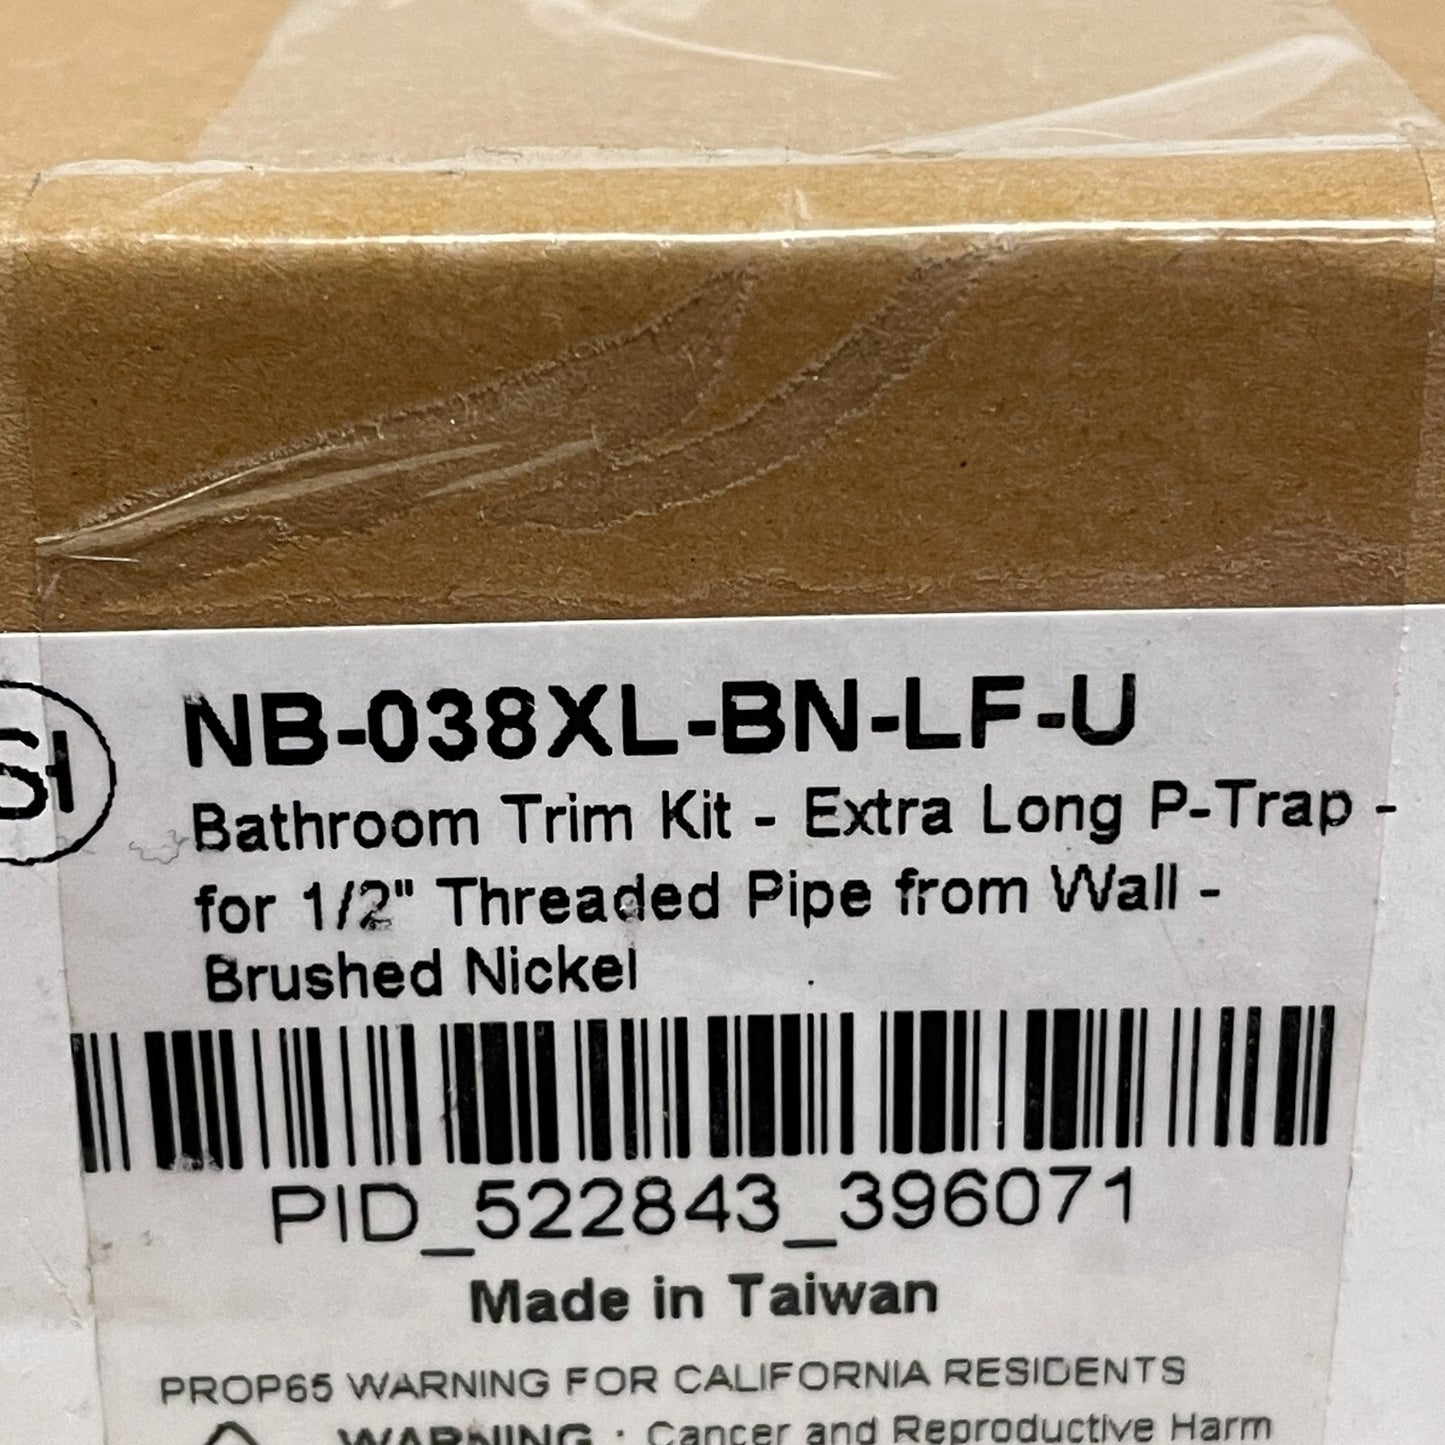 NB-038XL-BN-LF-U
Bathroom Trim Kit - Extra Long P-Trap -
for 1/2" Threaded Pipe from Wall -
Brushed Nickel
PID_522843_396071
Made in Taiwan
PROP65 WARNING FOR CALIFORNIA RESIDENTS
WARNING : Cancer and Reproductive Harm